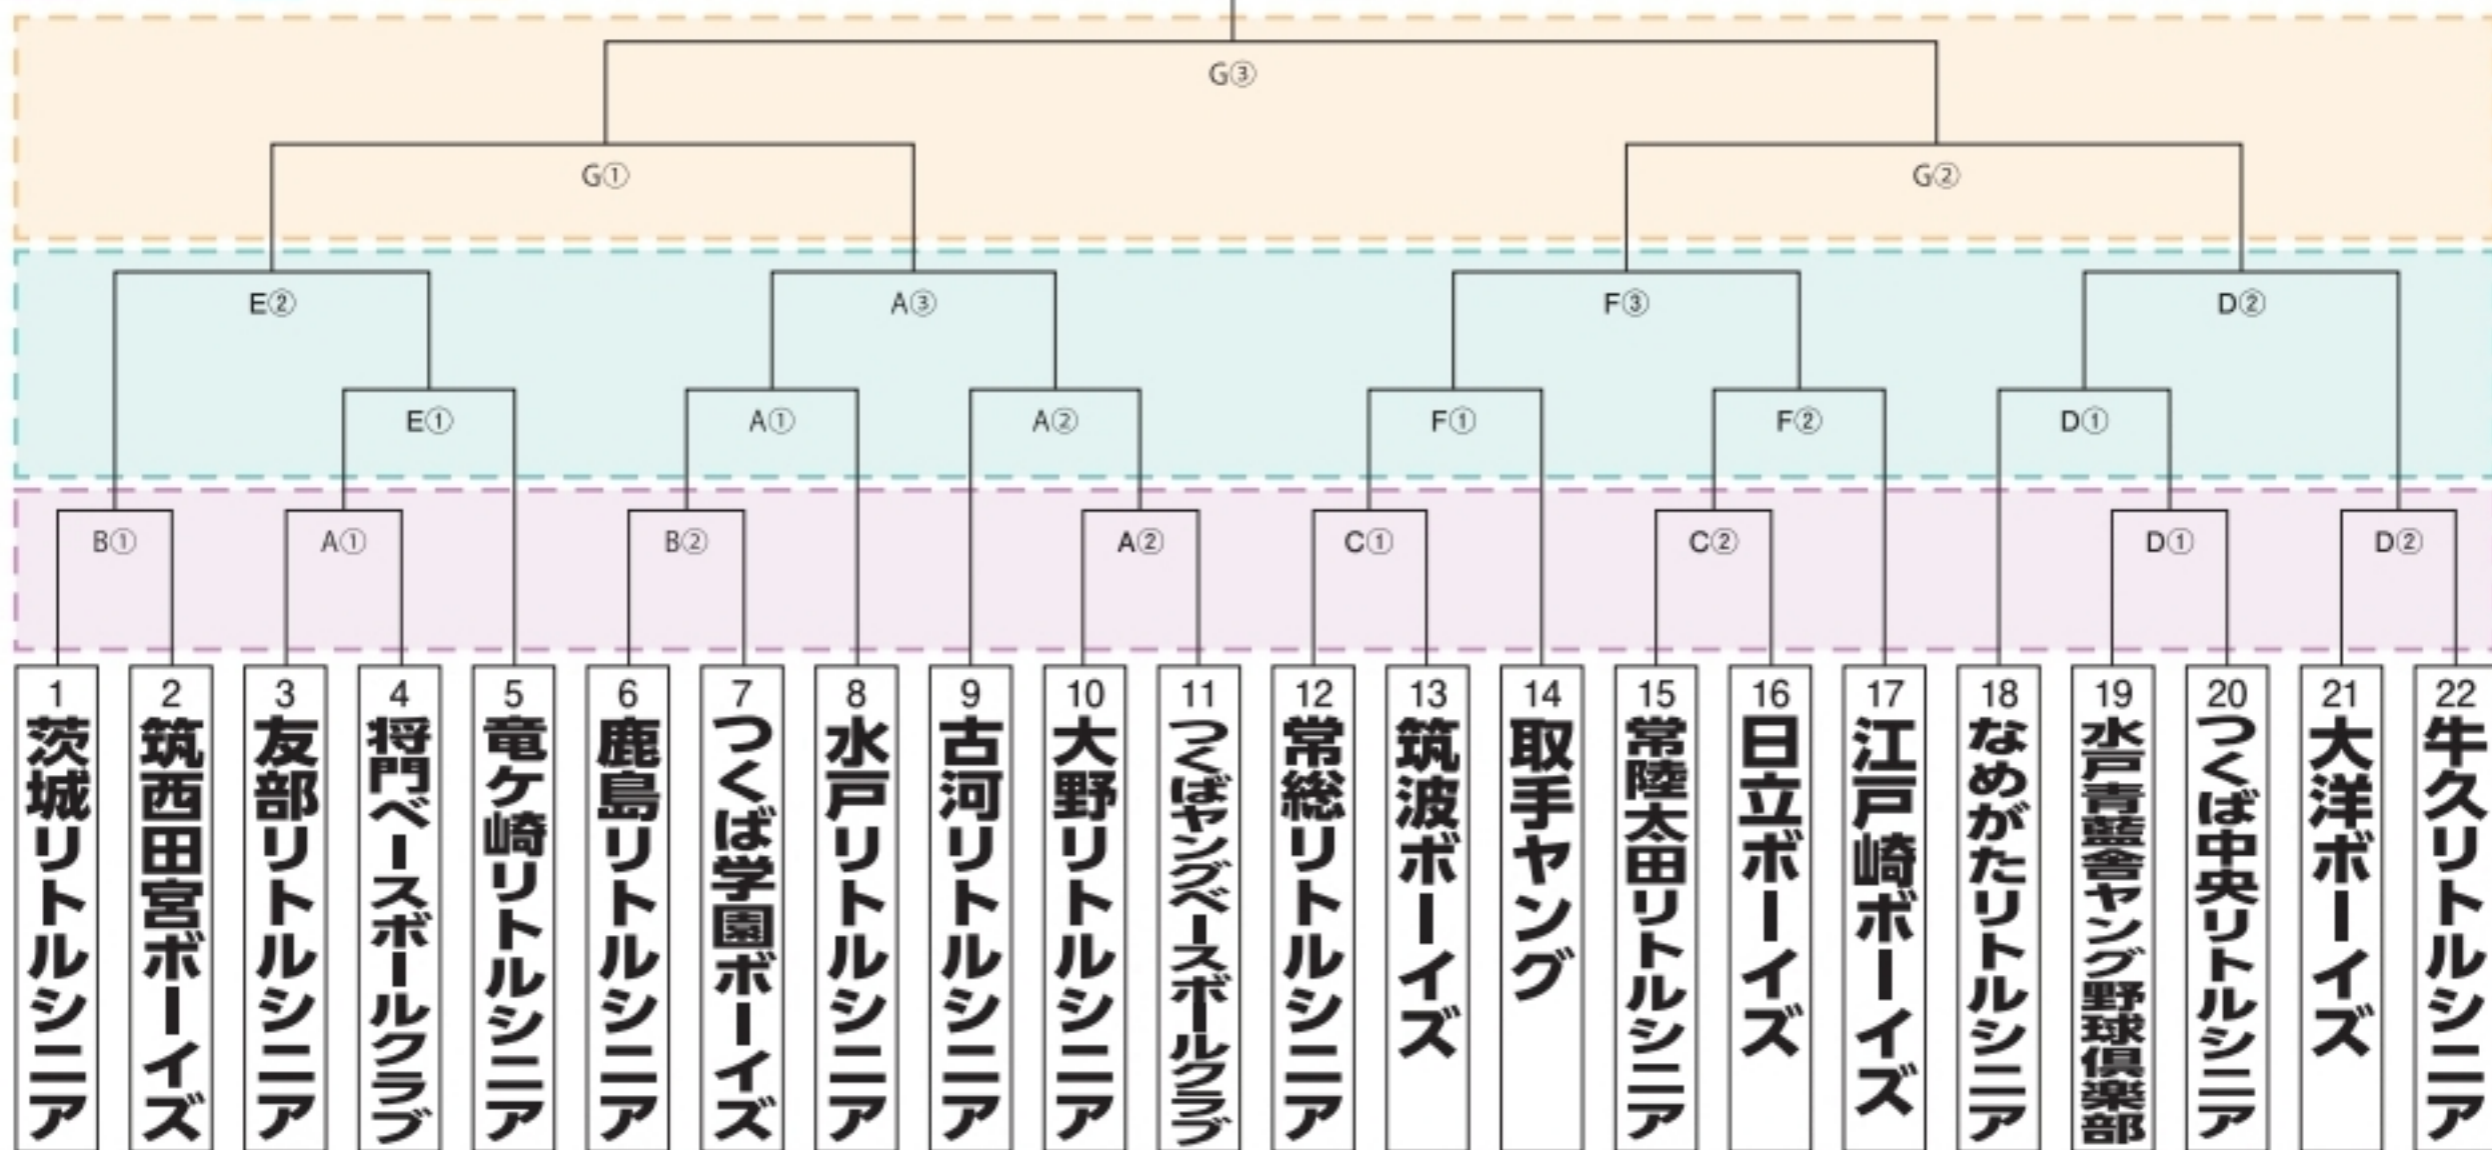 G③
G①
G②
E②
A③
F③
D②
E①
A①
A②
F①
F②
D①
B①
A①
B②
A②
C①
C②
D①
D②
1
茨城リトルシニア
2
筑西田宮ボーイズ
3
友部リトルシニア
4
将門ベースボールクラブ
5
竜ケ崎リトルシニア
6
鹿島リトルシニア
7
つくば学園ボーイズ
8
水戸リトルシニア
9
古河リトルシニア
10
大野リトルシニア
11
つくばヤングベースボールクラブ
12
常総リトルシニア
13
筑波ボーイズ
14
取手ヤング
15
常陸太田リトルシニア
16
日立ボーイズ
17
江戸崎ボーイズ
18
なめがたリトルシニア
19
水戸青藍舎ヤング野球倶楽部
20
つくば中央リトルシニア
21
大洋ボーイズ
22
牛久リトルシニア